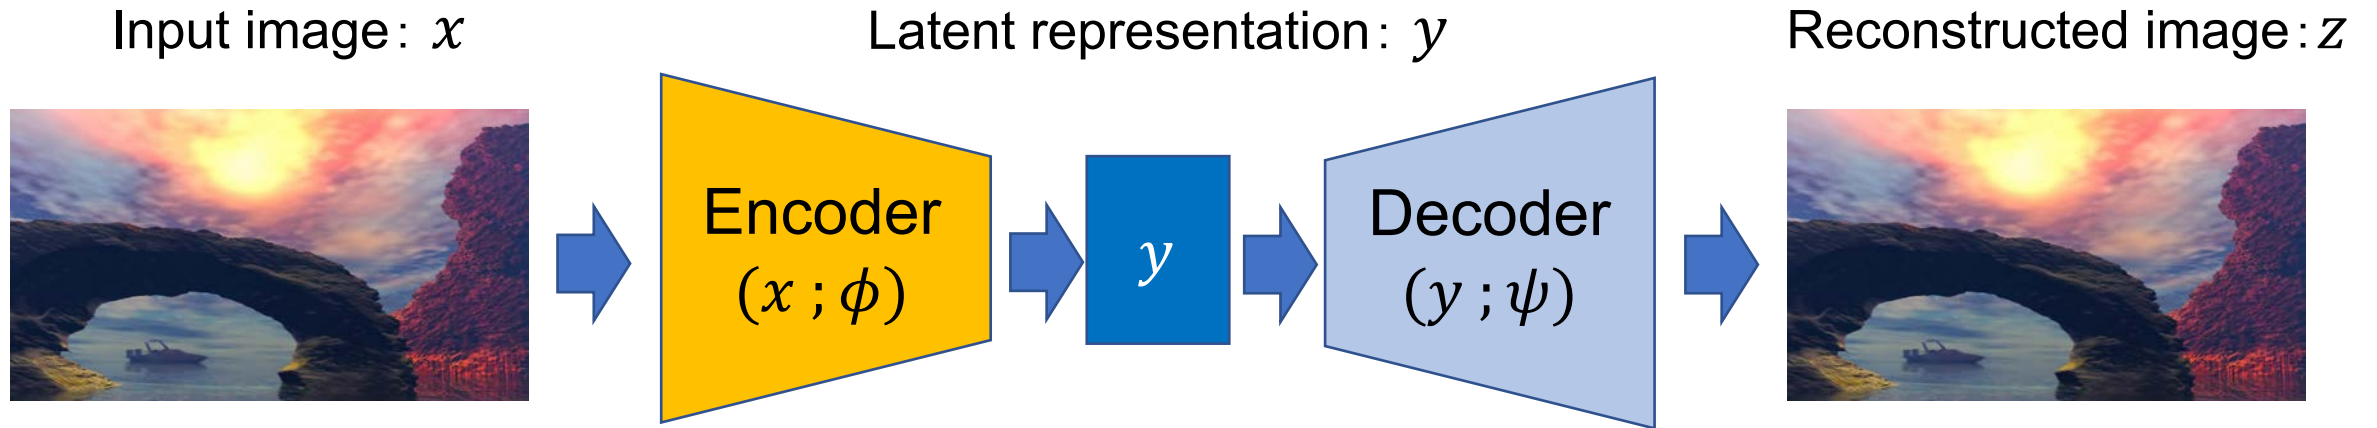 Input image: x
Latent representation: y
Reconstructed image: z
Encoder
(x ; ϕ)
y
Decoder
(y ; ψ)